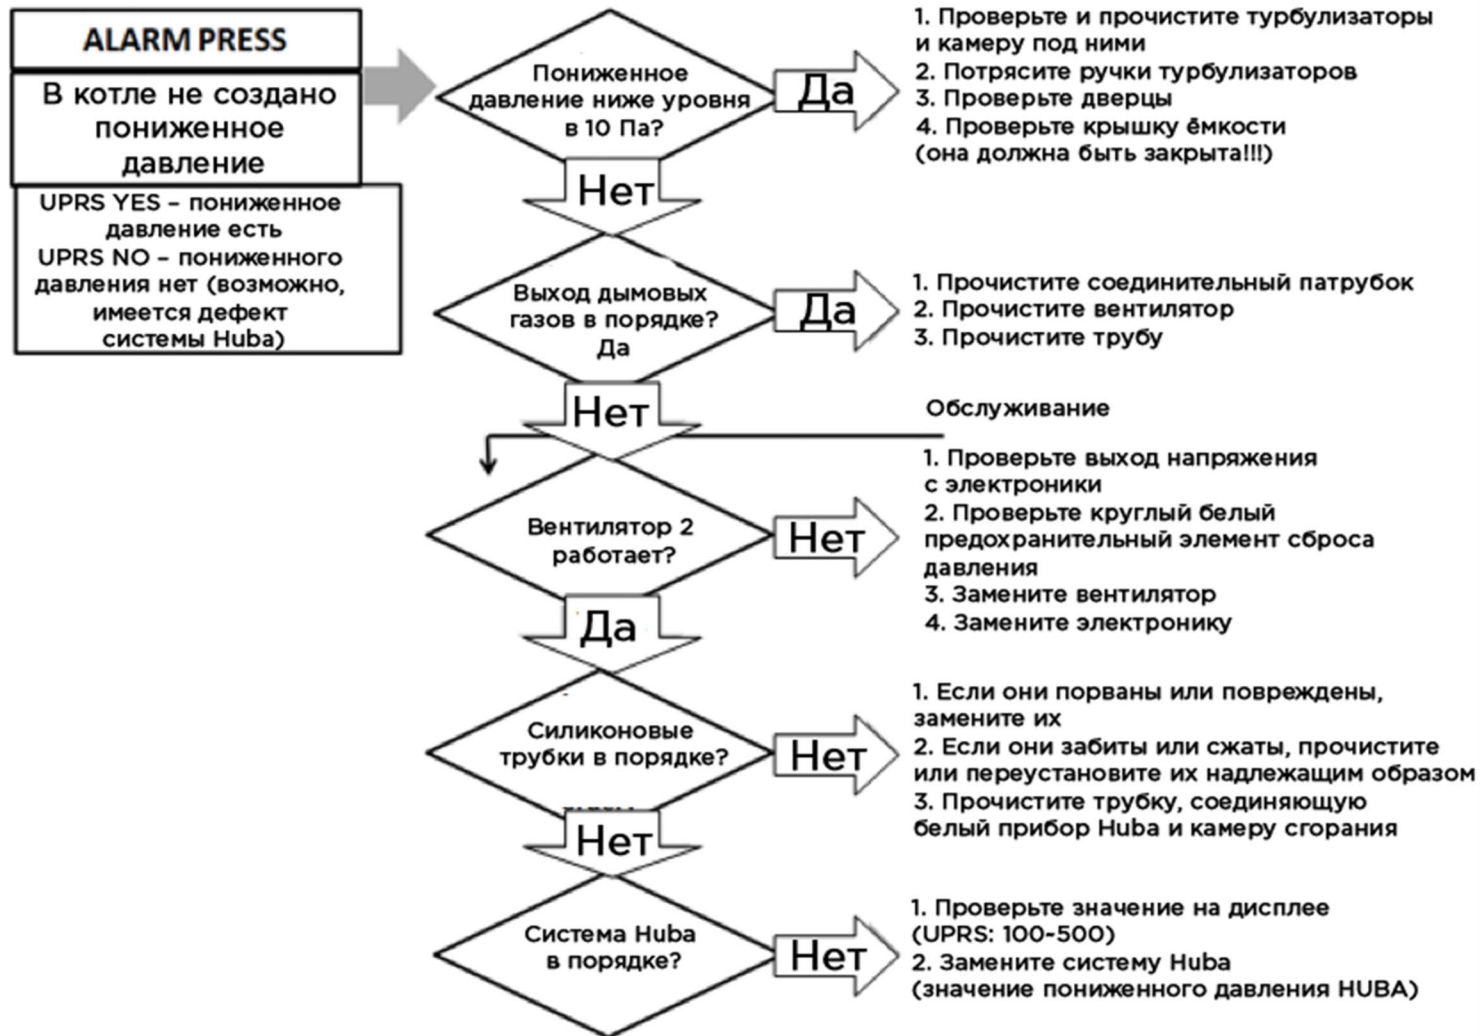 ALARM PRESS
В котле не создано
пониженное
давление
UPRS YES – пониженное
давление есть
UPRS NO – пониженного
давления нет (возможно,
имеется дефект
системы Huba)
Пониженное
давление ниже уровня
в 10 Па?
Да
1. Проверьте и прочистите турбулизаторы
и камеру под ними
2. Потрясите ручки турбулизаторов
3. Проверьте дверцы
4. Проверьте крышку ёмкости
(она должна быть закрыта!!!)
Нет
Выход дымовых
газов в порядке?
Да
Да
1. Прочистите соединительный патрубок
2. Прочистите вентилятор
3. Прочистите трубу
Нет
Обслуживание
Вентилятор 2
работает?
Нет
1. Проверьте выход напряжения
с электроники
2. Проверьте круглый белый
предохранительный элемент сброса
давления
3. Замените вентилятор
4. Замените электронику
Да
Силиконовые
трубки в порядке?
Нет
1. Если они порваны или повреждены,
замените их
2. Если они забиты или сжаты, прочистите
или переустановите их надлежащим образом
3. Прочистите трубку, соединяющую
белый прибор Huba и камеру сгорания
Нет
Система Huba
в порядке?
Нет
1. Проверьте значение на дисплее
(UPRS: 100~500)
2. Замените систему Huba
(значение пониженного давления HUBA)